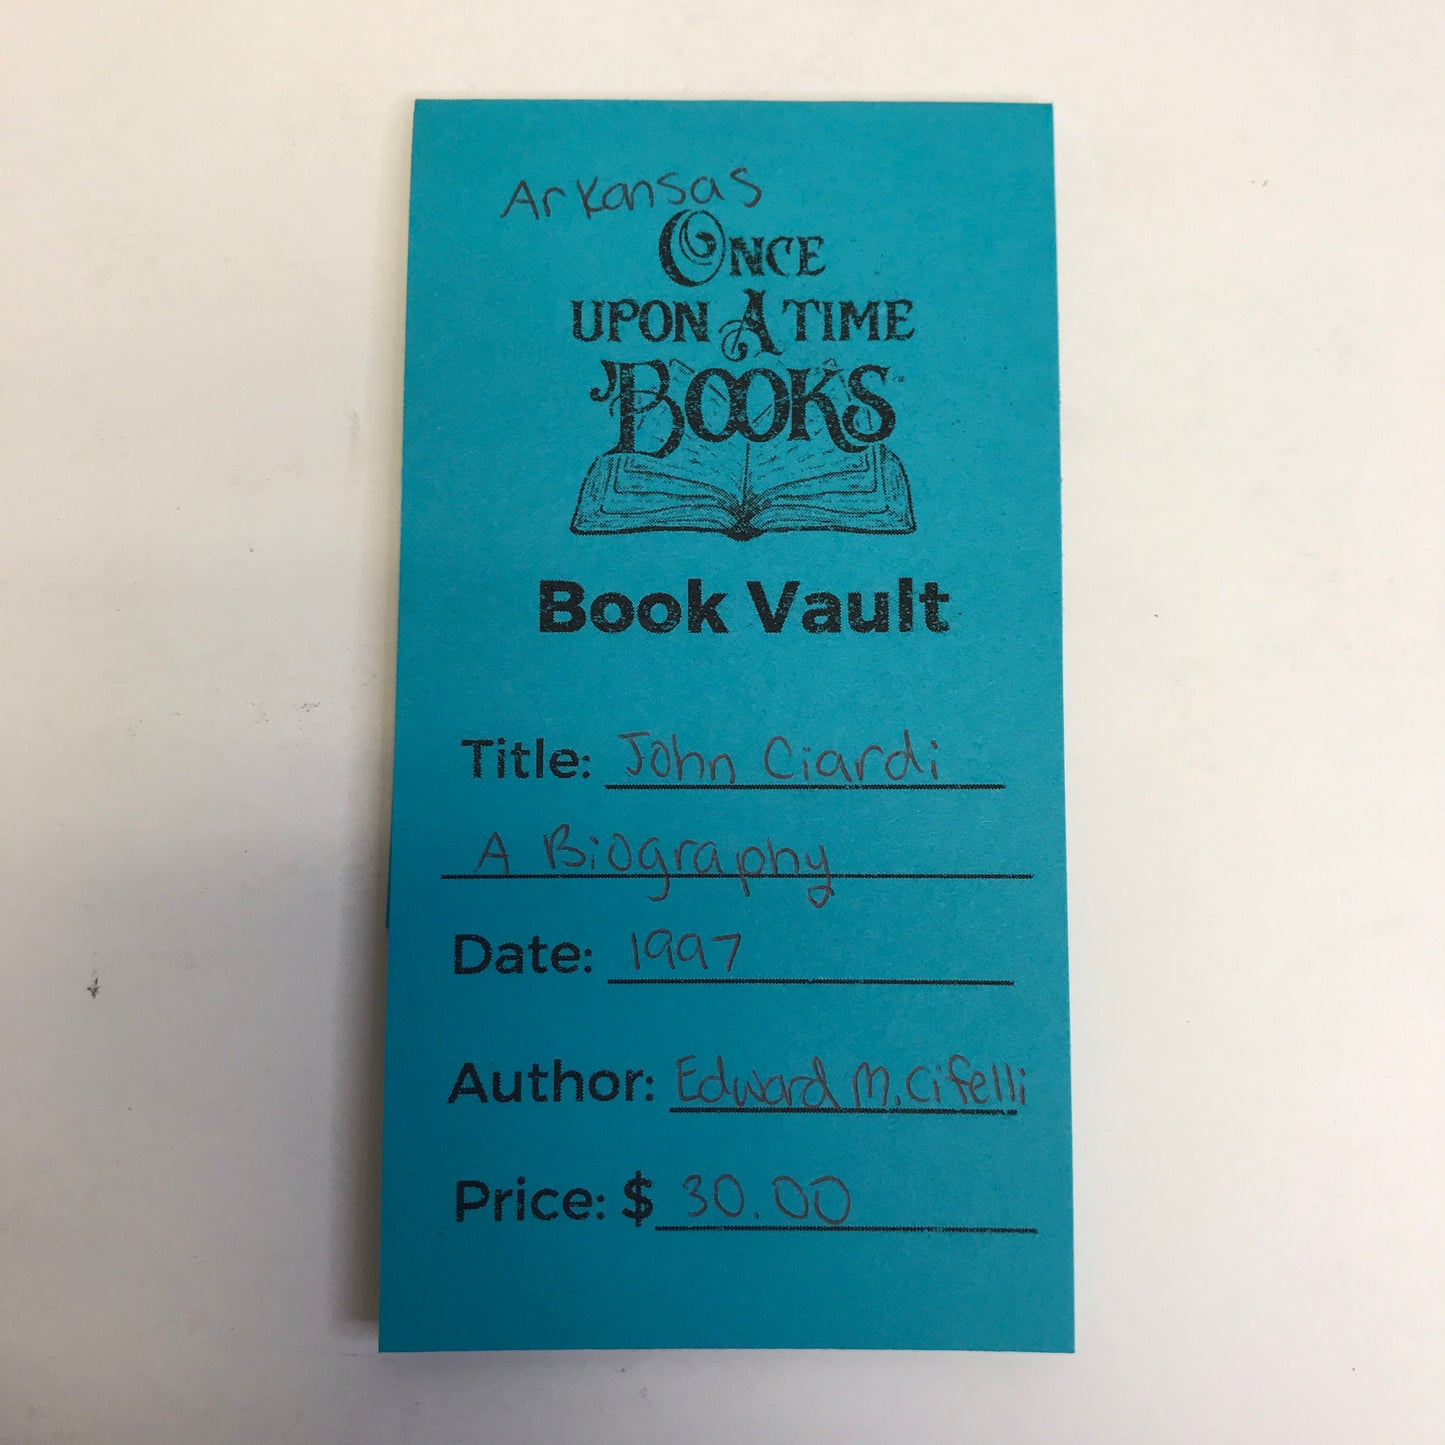 Arkansas
Once
upon A Time
Books
Book Vault
Title: John Ciardi
A Biography
Date: 1997
Author: Edward M. Cifelli
Price: $ 30.00